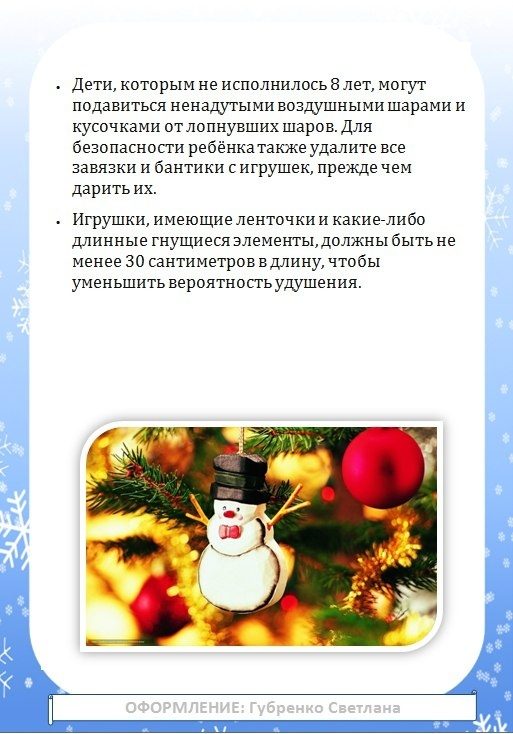 • Дети, которым не исполнилось 8 лет, могут
подавиться ненадутыми воздушными шарами и
кусочками от лопнувших шаров. Для
безопасности ребёнка также удалите все
завязки и бантики с игрушек, прежде чем
дарить их.
• Игрушки, имеющие ленточки и какие-либо
длинные гнущиеся элементы, должны быть не
менее 30 сантиметров в длину, чтобы
уменьшить вероятность удушения.
ОФОРМЛЕНИЕ: Губренко Светлана